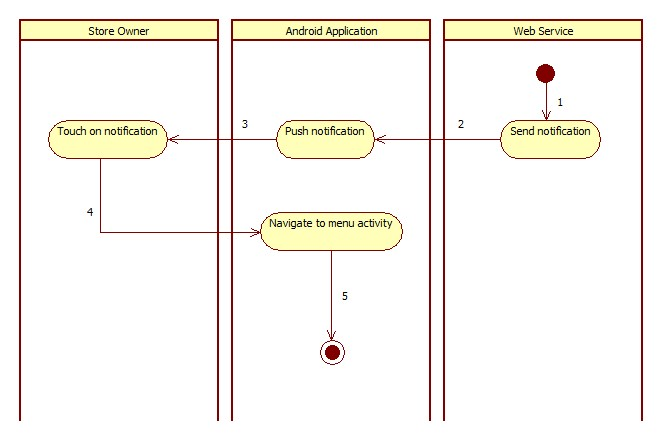 Store Owner
Android Application
Web Service
1
Touch on notification
3
Push notification
2
Send notification
4
Navigate to menu activity
5